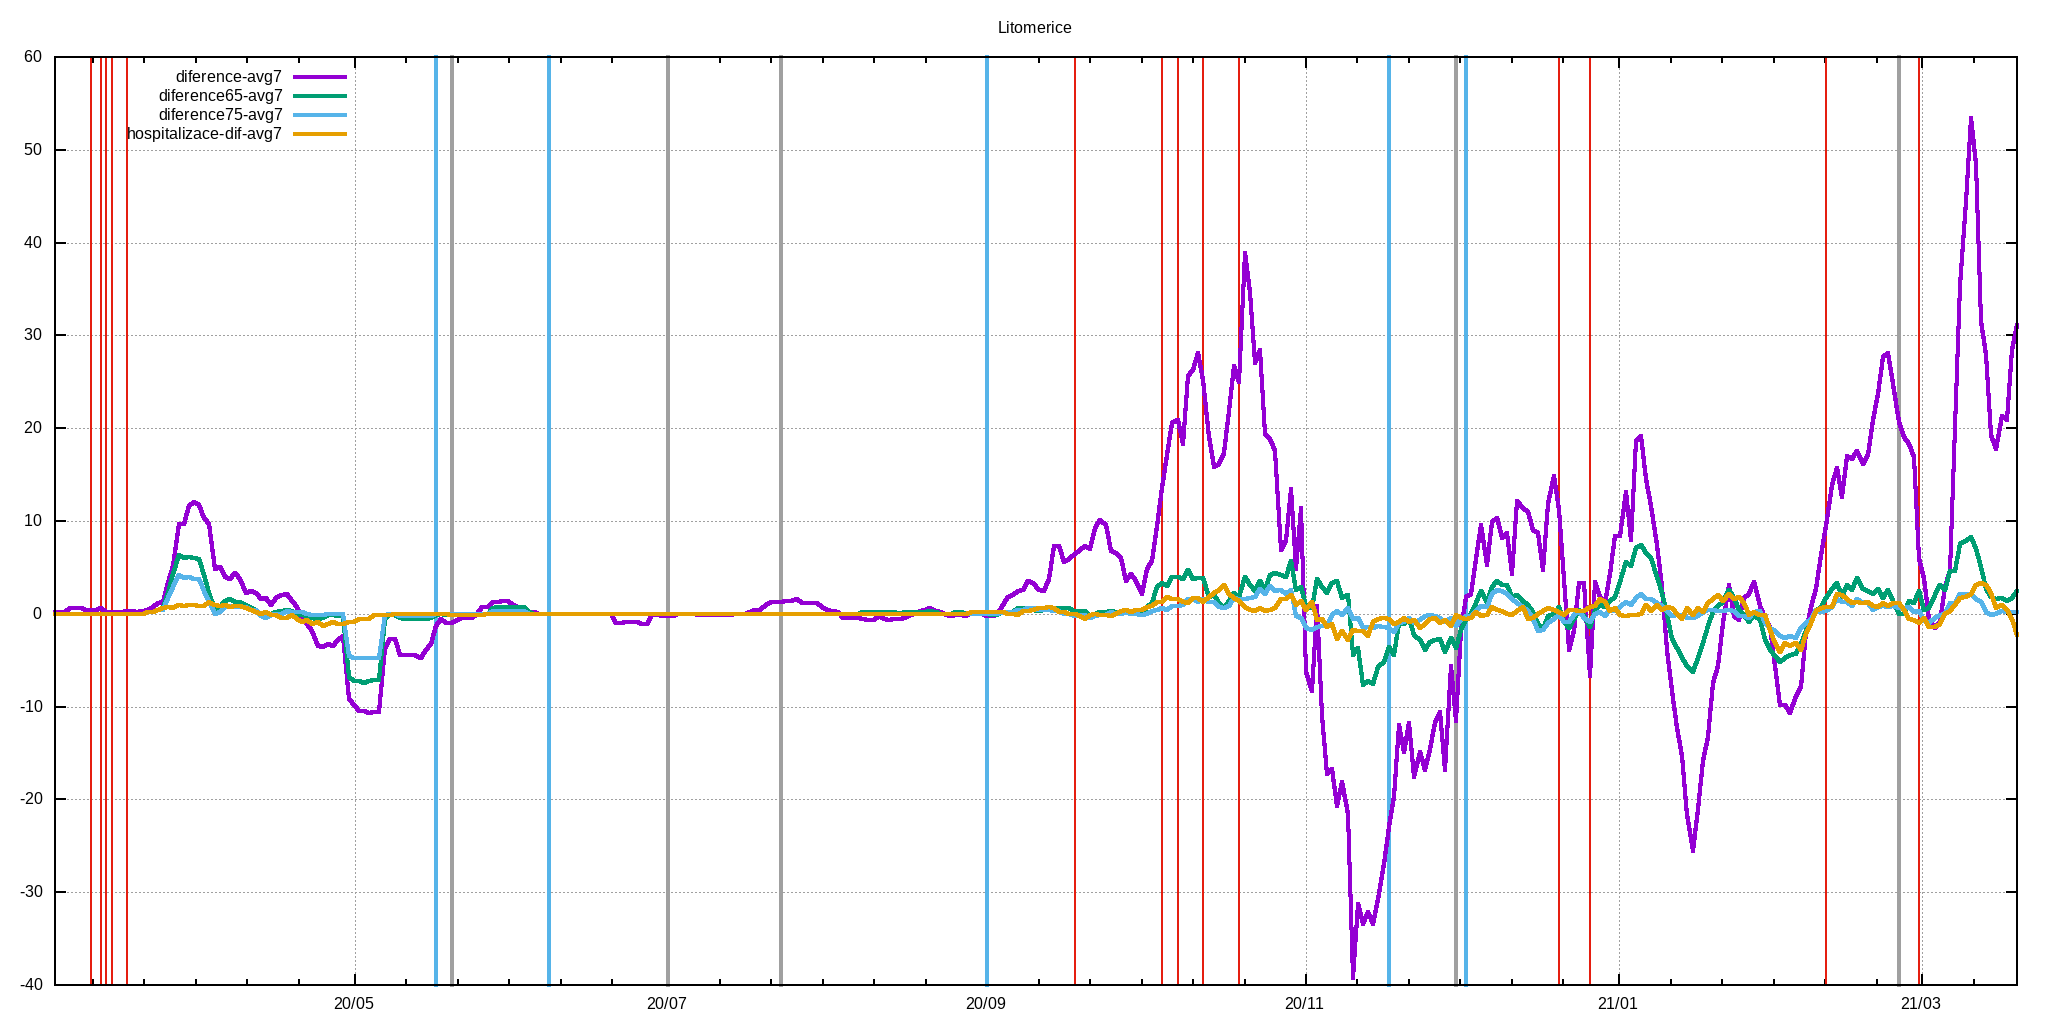 Litomerice
60
50
40
30
20
10
0
-10
-20
-30
-40
diference-avg7
diference65-avg7
diference75-avg7
hospitalizace-dif-avg7
20/05 20/07 20/09 20/11 21/01 21/03